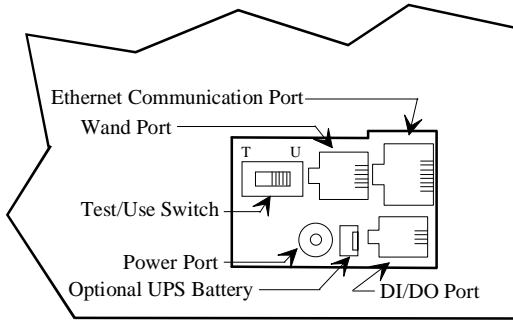 Ethernet Communication Port
Wand Port
T U
Test/Use Switch
Power Port
Optional UPS Battery
DI/DO Port